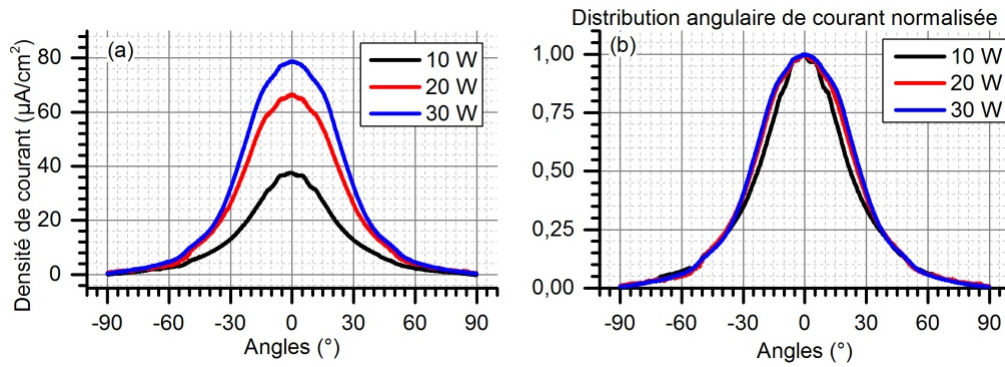 Distribution angulaire de courant normalisée
(a)
10 W
20 W
30 W
80
60
40
20
0
-90 -60 -30 0 30 60 90
Densité de courant (µA/cm²)
Angles (°)
(b)
10 W
20 W
30 W
1,00
0,75
0,50
0,25
0,00
-90 -60 -30 0 30 60 90
Angles (°)